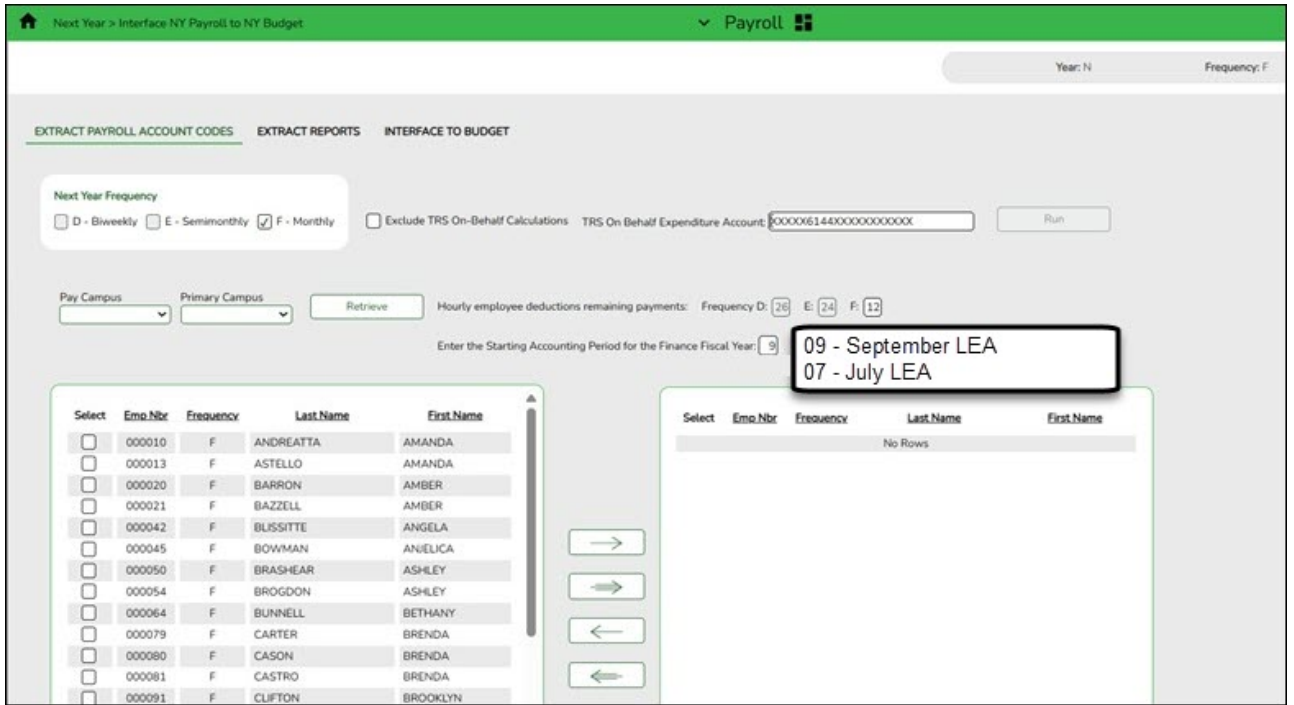 Next Year > Interface NY Payroll to NY Budget
Payroll
Year: N
Frequency: F
EXTRACT PAYROLL ACCOUNT CODES
EXTRACT REPORTS
INTERFACE TO BUDGET
Next Year Frequency
D - Biweekly
E - Semimonthly
F - Monthly
Exclude TRS On-Behalf Calculations
TRS On Behalf Expenditure Account: XXXXX6144XXXXXXXXXXX
Run
Pay Campus
Primary Campus
Retrieve
Hourly employee deductions remaining payments: Frequency D: 26 E: 24 F: 12
Enter the Starting Accounting Period for the Finance Fiscal Year: 9
09 - September LEA
07 - July LEA
Select Emp Nbr Frequency Last Name First Name
000010 F ANDREATTA AMANDA
000013 F ASTELLO AMANDA
000020 F BARRON AMBER
000021 F BAZZELL AMBER
000042 F BLISSITTE ANGELA
000045 F BOWMAN ANJELICA
000050 F BRASHEAR ASHLEY
000054 F BROGDON ASHLEY
000064 F BUNNELL BETHANY
000079 F CARTER BRENDA
000080 F CASON BRENDA
000081 F CASTRO BRENDA
000091 F CLIFTON BROOKLYN
Select Emp Nbr Frequency Last Name First Name
No Rows